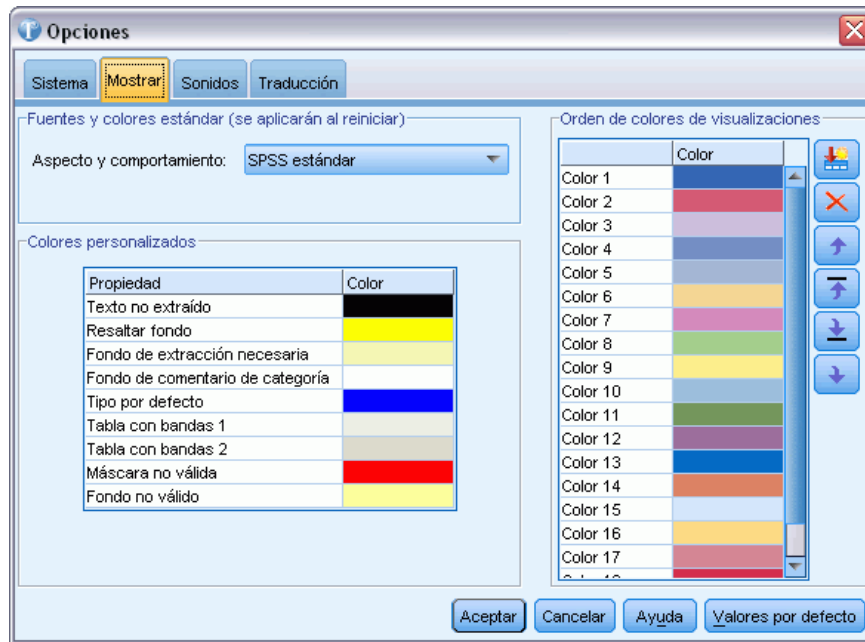 Opciones
Sistema
Mostrar
Sonidos
Traducción
Fuentes y colores estándar (se aplicarán al reiniciar)
Aspecto y comportamiento:
SPSS estándar
Colores personalizados
Propiedad
Color
Texto no extraído
Resaltar fondo
Fondo de extracción necesaria
Fondo de comentario de categoría
Tipo por defecto
Tabla con bandas 1
Tabla con bandas 2
Máscara no válida
Fondo no válido
Orden de colores de visualizaciones
Color
Color 1
Color 2
Color 3
Color 4
Color 5
Color 6
Color 7
Color 8
Color 9
Color 10
Color 11
Color 12
Color 13
Color 14
Color 15
Color 16
Color 17
Aceptar
Cancelar
Ayuda
Valores por defecto